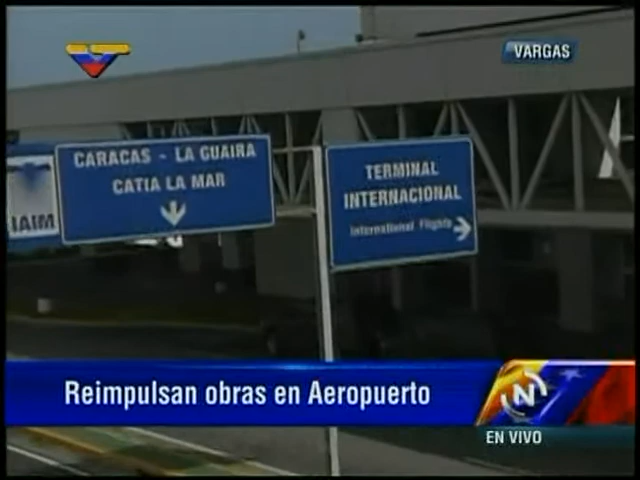 VARGAS
CARACAS - LA GUAIRA
CATIA LA MAR
IAIM
TERMINAL
INTERNACIONAL
International Flights
Reimpulsan obras en Aeropuerto
N
EN VIVO